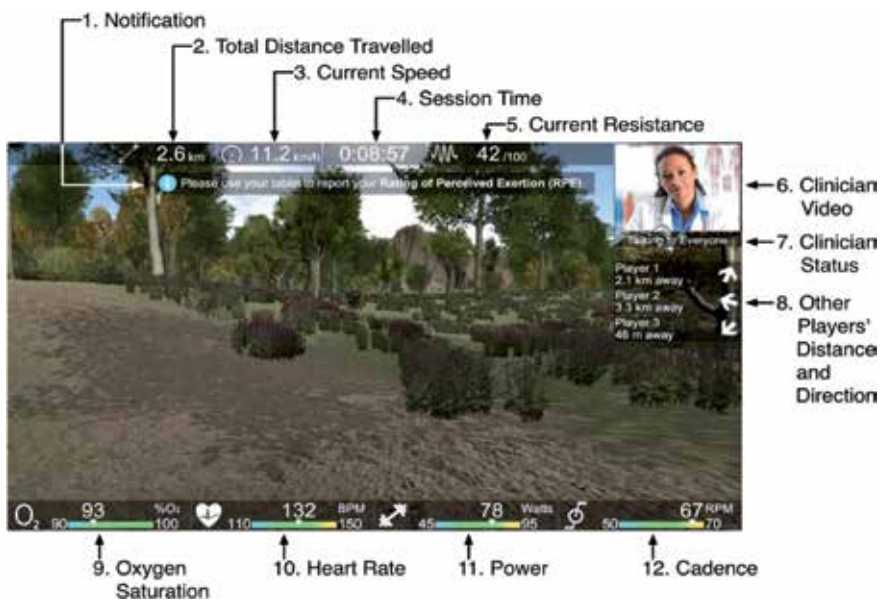 1. Notification
2. Total Distance Travelled
3. Current Speed
4. Session Time
5. Current Resistance
2.6 km
11.2 km/h
0:08:57
42 /100
Please use your tablet to report your Rating of Perceived Exertion (RPE).
6. Clinician
Video
Talking to Everyone
7. Clinician
Status
Player 1
2.1 km away
Player 2
3.3 km away
Player 3
46 m away
8. Other
Players'
Distance
and
Direction
O2 93 %O2
90 100
132 BPM
110 150
78 Watts
45 95
67 RPM
50 70
9. Oxygen
Saturation
10. Heart Rate
11. Power
12. Cadence